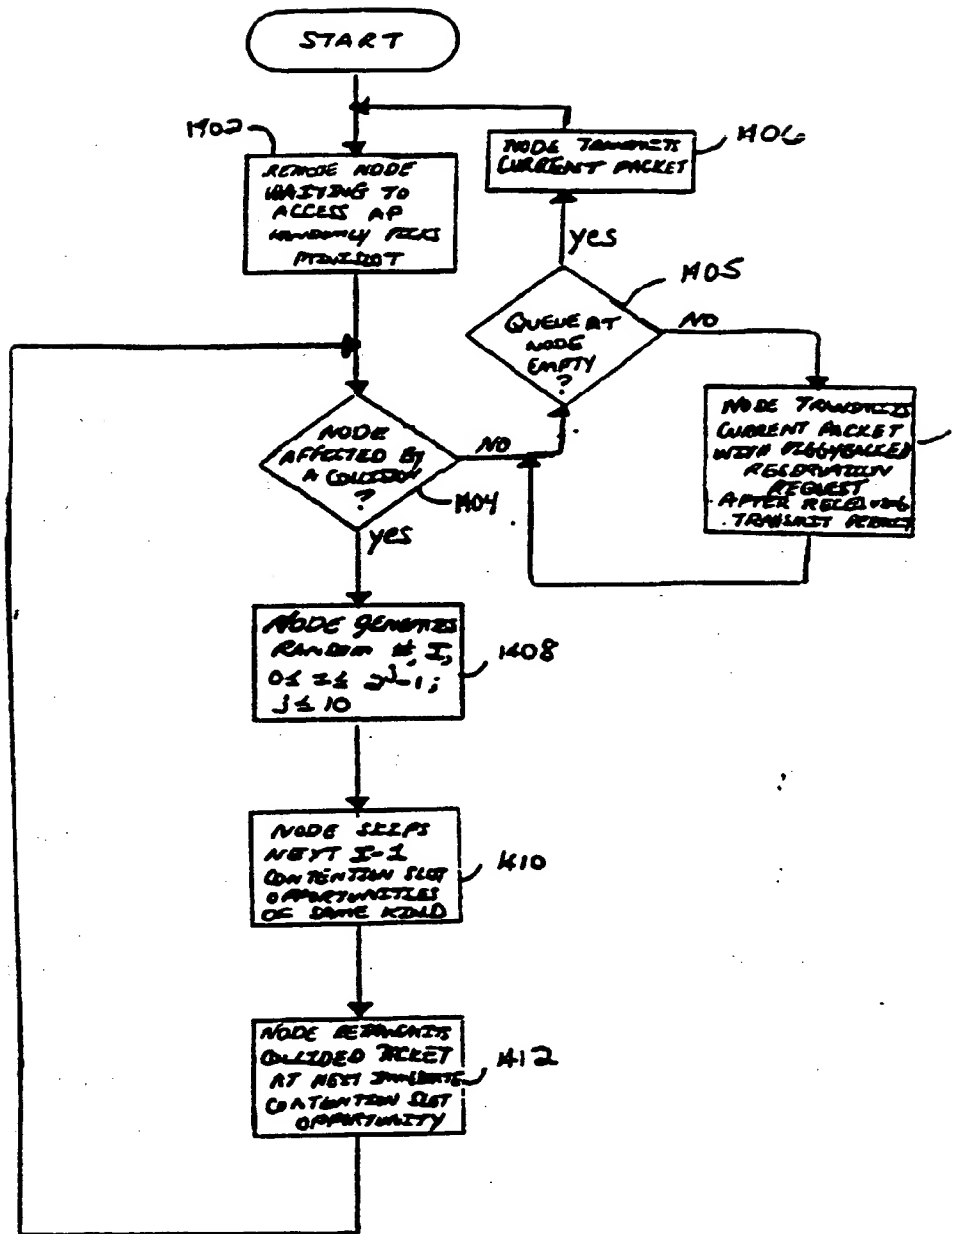 START
1402
REMOTE NODE
WAITING TO
ACCESS AP
RANDOMLY PICKS
MINISLOT
NODE TRANSMITS
CURRENT PACKET
1406
yes
1405
QUEUE AT
NODE
EMPTY
?
NO
NODE TRANSMITS
CURRENT PACKET
WITH PIGGYBACKED
RESERVATION
REQUEST
AFTER RECEIVING
TRANSMIT PERMIT
NODE
AFFECTED BY
A COLLISION
?
NO
1404
yes
NODE GENERATES
RANDOM #, I,
0≤ I ≤ 2^j-1;
j ≤ 10
1408
NODE SKIPS
NEXT I-1
CONTENTION SLOT
OPPORTUNITIES
OF SAME KIND
1410
NODE RETRANSMITS
COLLIDED PACKET
AT NEXT IMMEDIATE
CONTENTION SLOT
OPPORTUNITY
1412